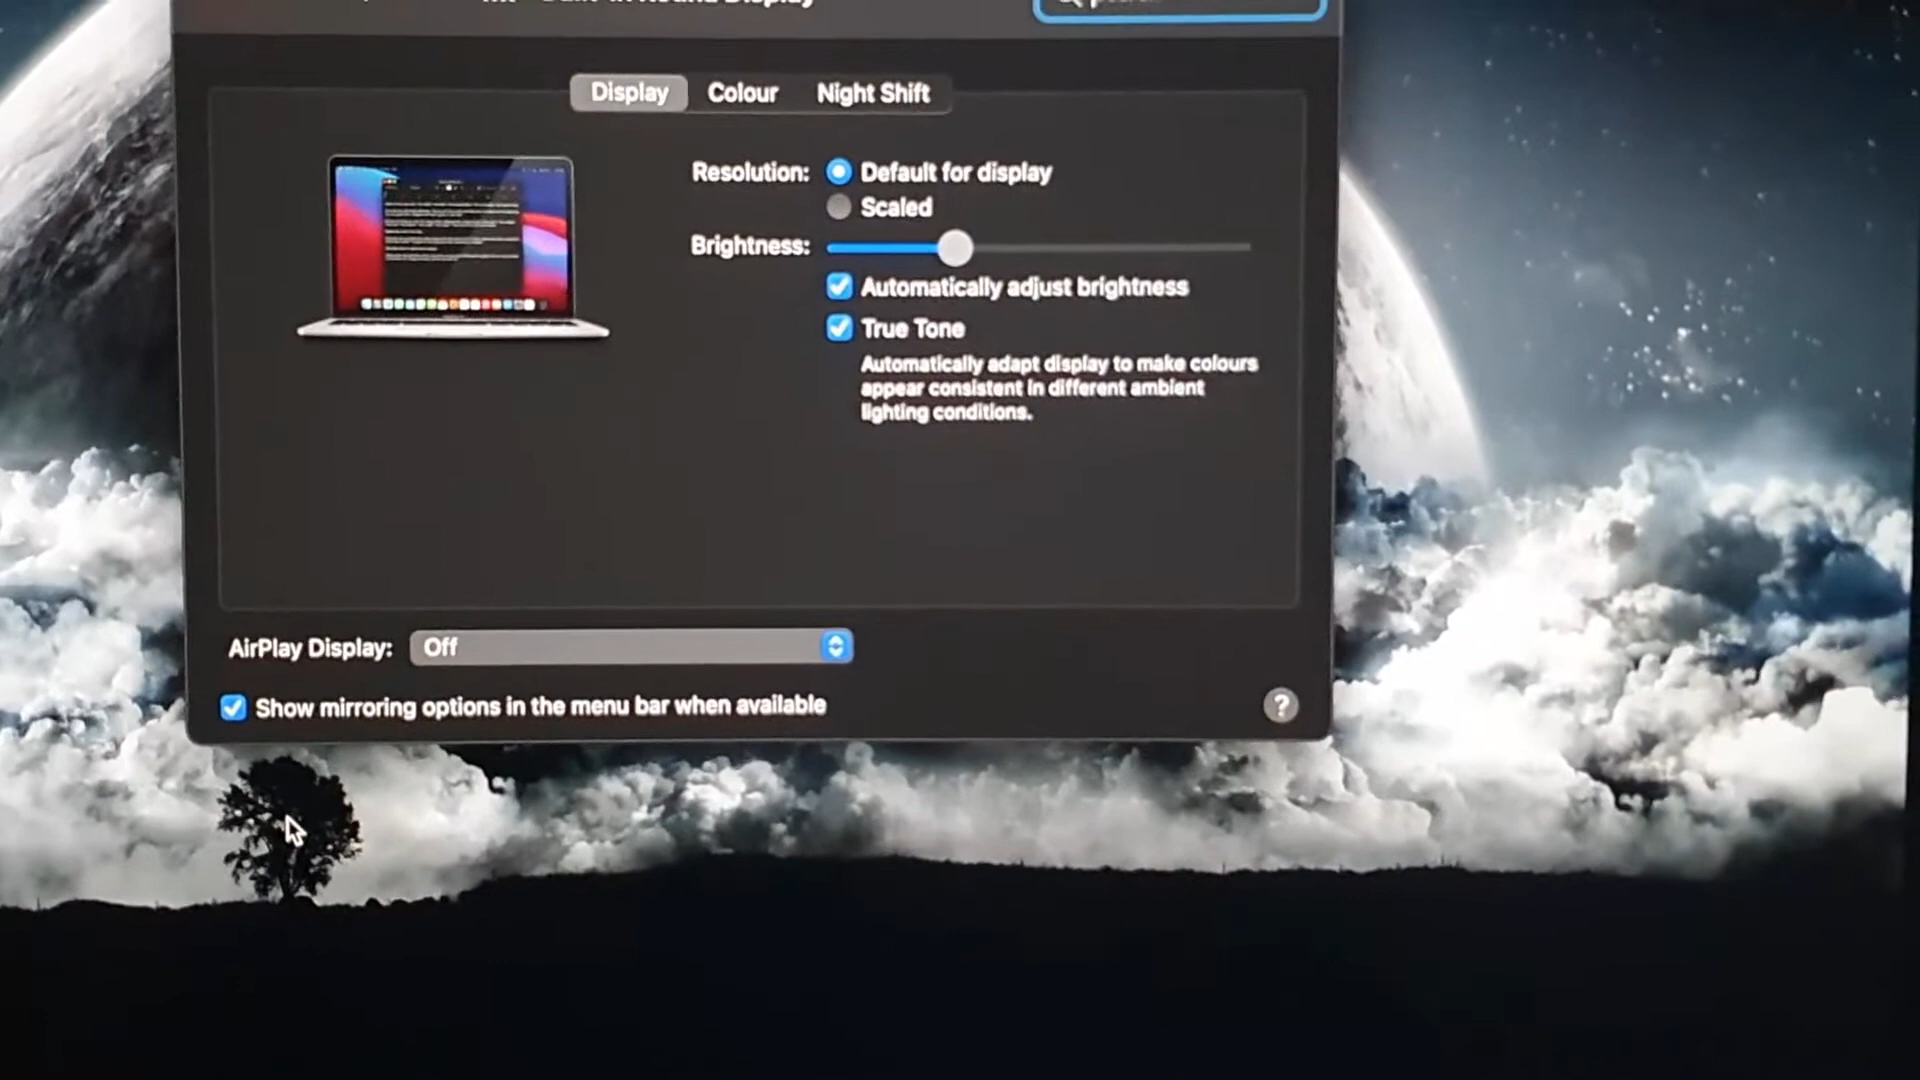 Display Colour Night Shift
Resolution: Default for display
Scaled
Brightness:
Automatically adjust brightness
True Tone
Automatically adapt display to make colours
appear consistent in different ambient
lighting conditions.
AirPlay Display: Off
Show mirroring options in the menu bar when available
?